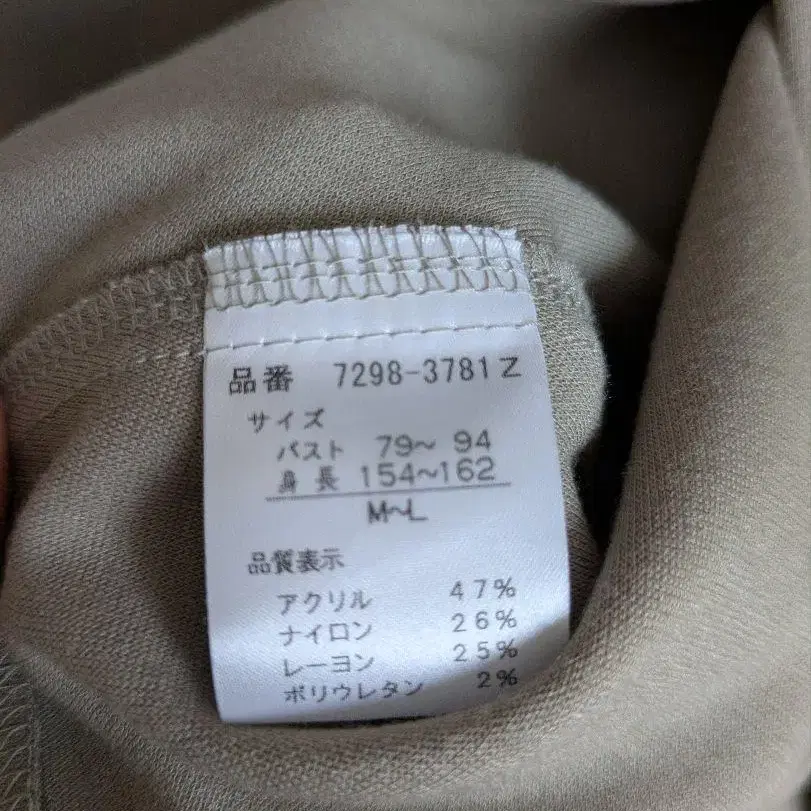 品番 7298-3781Z
サイズ
バスト 79~ 94
身長 154~162
M~L
品質表示
アクリル 47%
ナイロン 26%
レーヨン 25%
ポリウレタン 2%